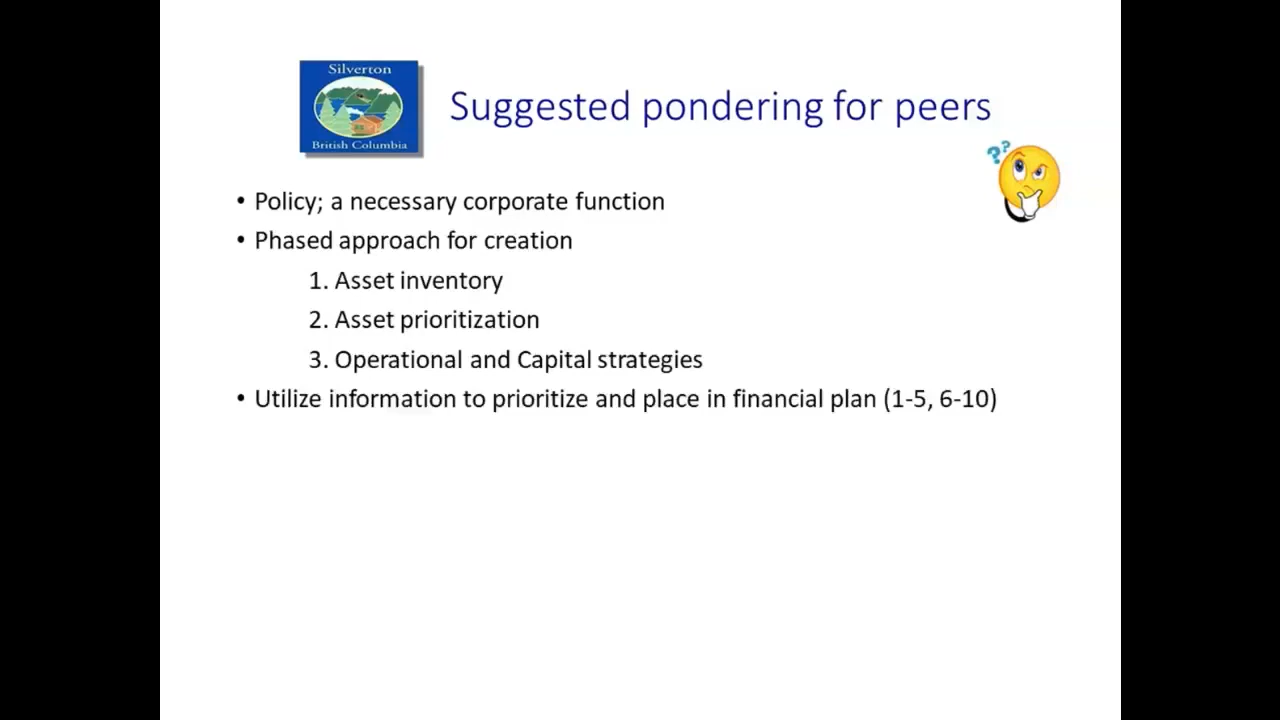 Silverton
British Columbia
Suggested pondering for peers
??
• Policy; a necessary corporate function
• Phased approach for creation
1. Asset inventory
2. Asset prioritization
3. Operational and Capital strategies
• Utilize information to prioritize and place in financial plan (1-5, 6-10)